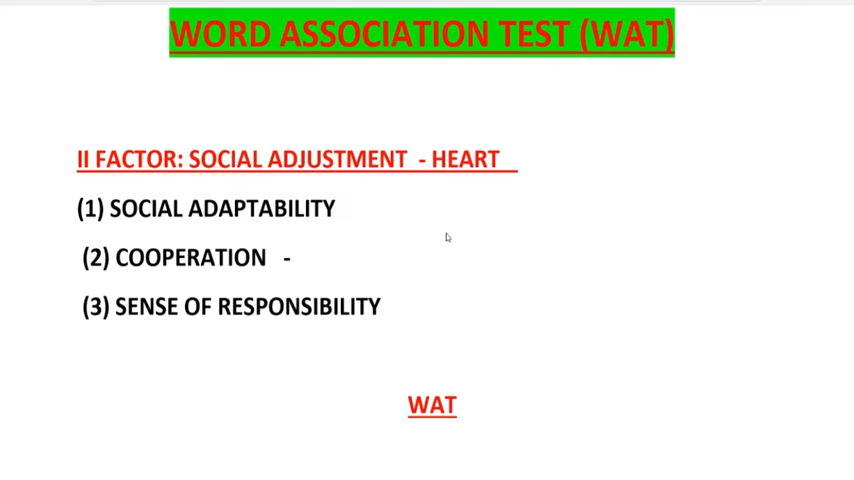 WORD ASSOCIATION TEST (WAT)
II FACTOR: SOCIAL ADJUSTMENT - HEART
(1) SOCIAL ADAPTABILITY
(2) COOPERATION -
(3) SENSE OF RESPONSIBILITY
WAT